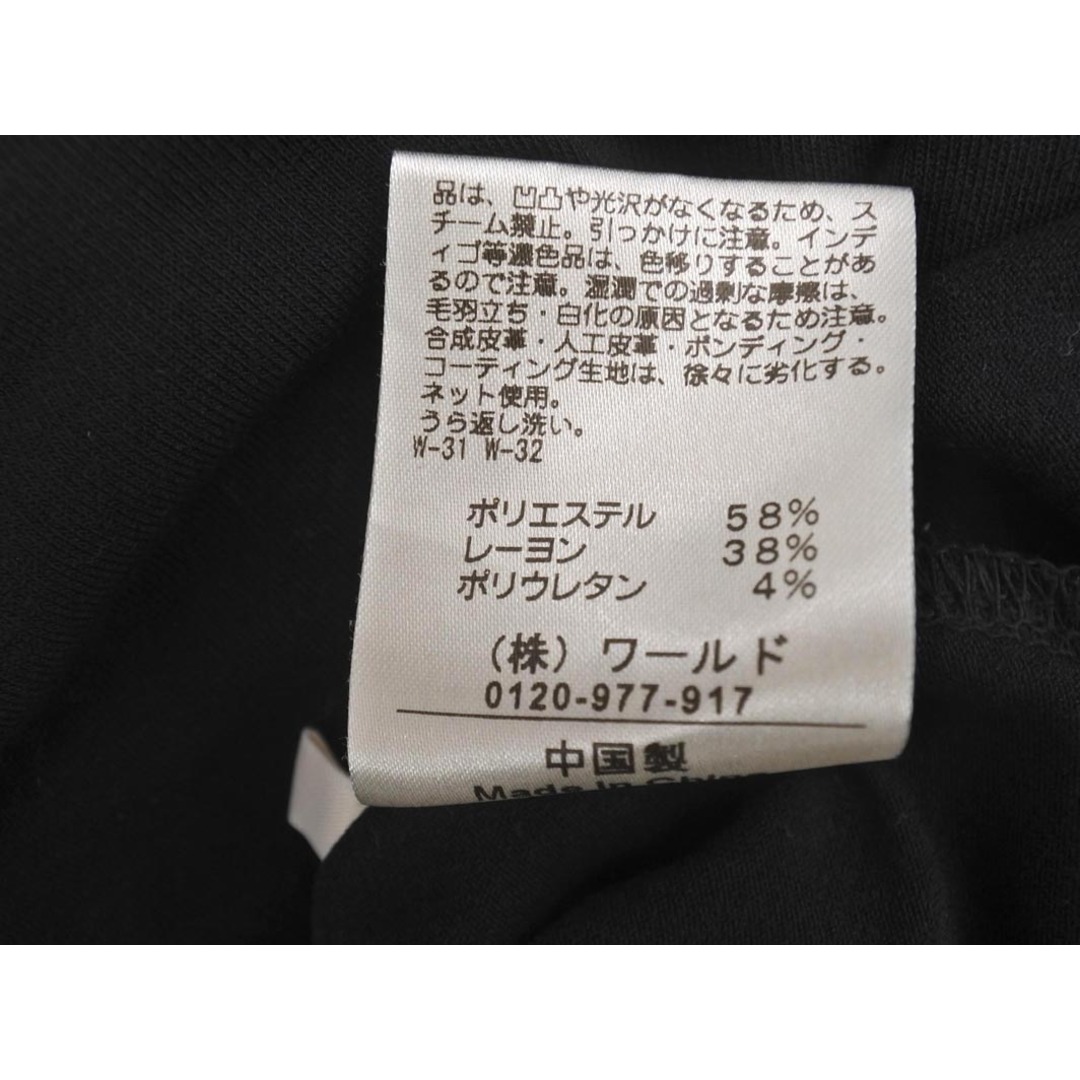 品は、凹凸や光沢がなくなるため、ス
チーム禁止。引っかけに注意。インデ
ィゴ等濃色品は、色移りすることがあ
るので注意。湿潤での過剰な摩擦は、
毛羽立ち・白化の原因となるため注意。
合成皮革・人工皮革・ボンディング・
コーティング生地は、徐々に劣化する。
ネット使用。
うら返し洗い。
W-31 W-32
ポリエステル 58%
レーヨン 38%
ポリウレタン 4%
(株) ワールド
0120-977-917
中国製
Made in China